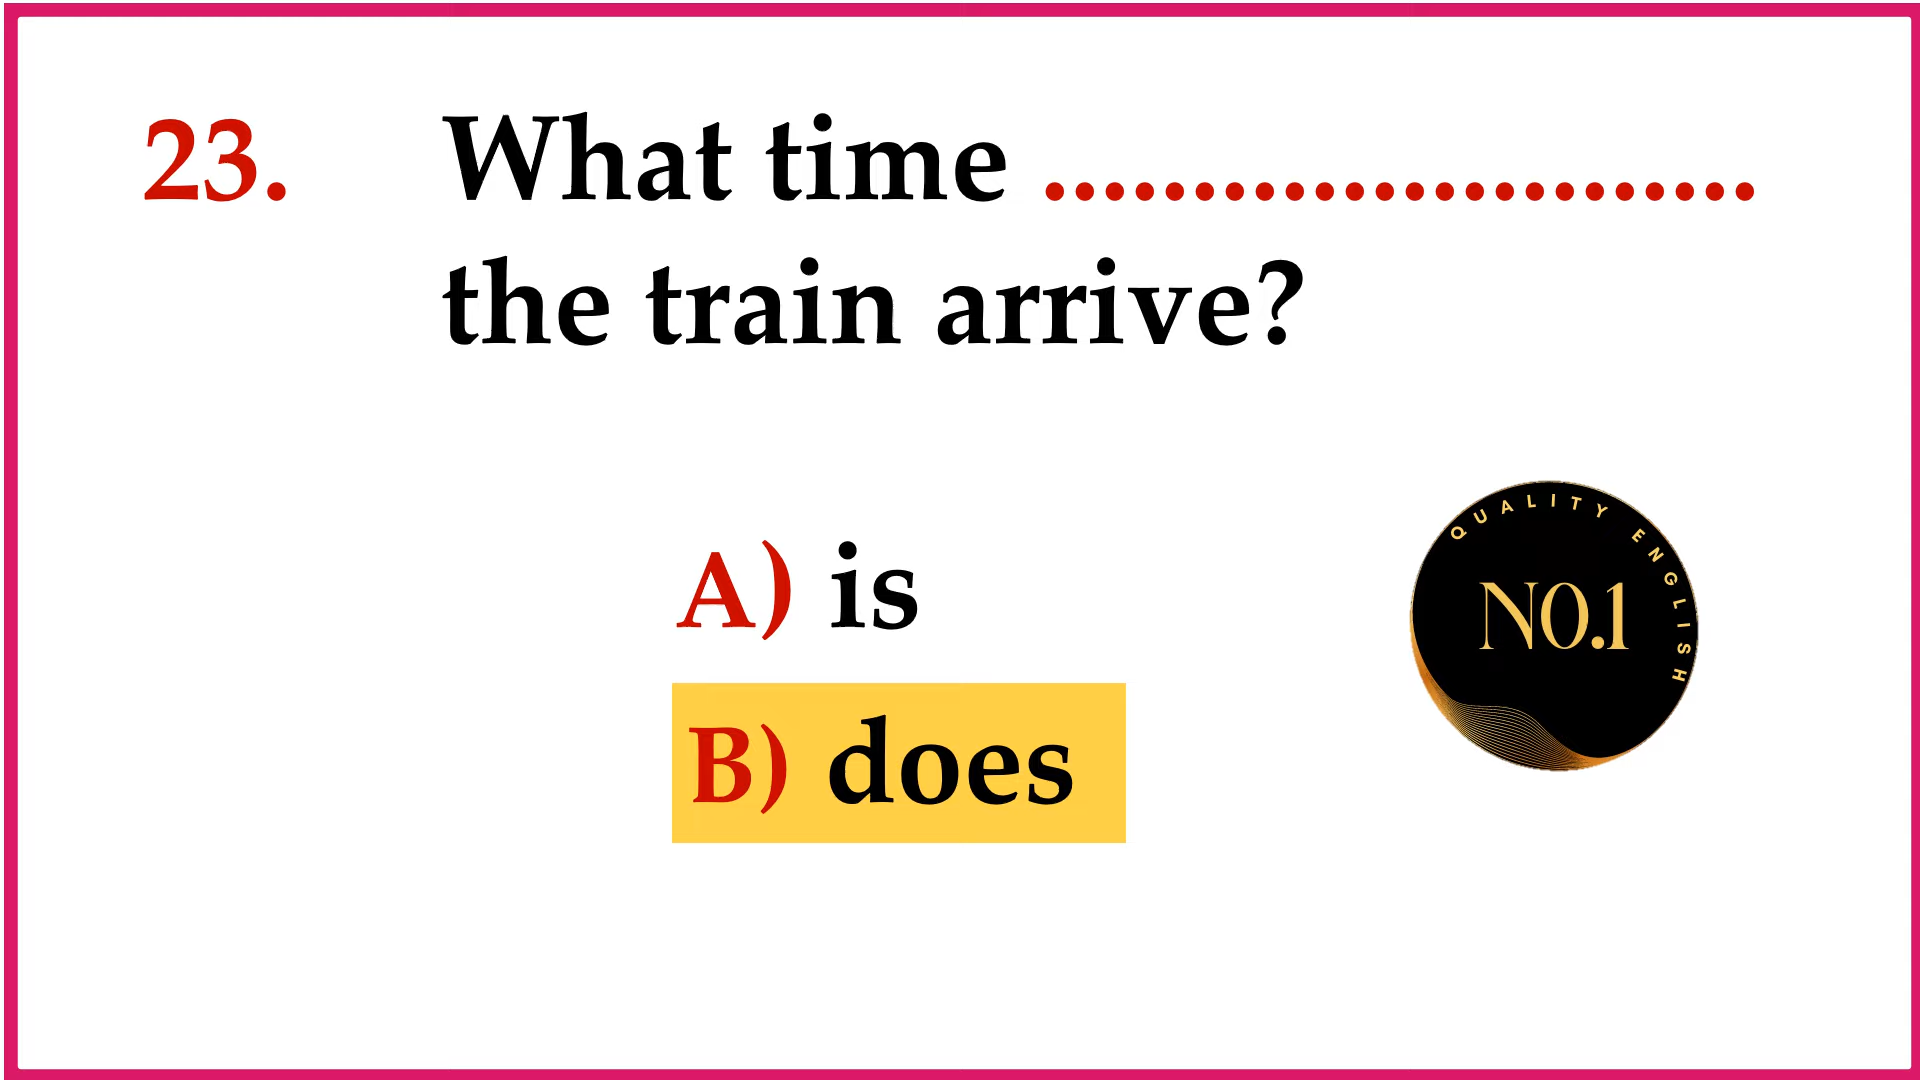 23. What time ........................
the train arrive?
A) is
B) does
QUALITY ENGLISH
NO.1